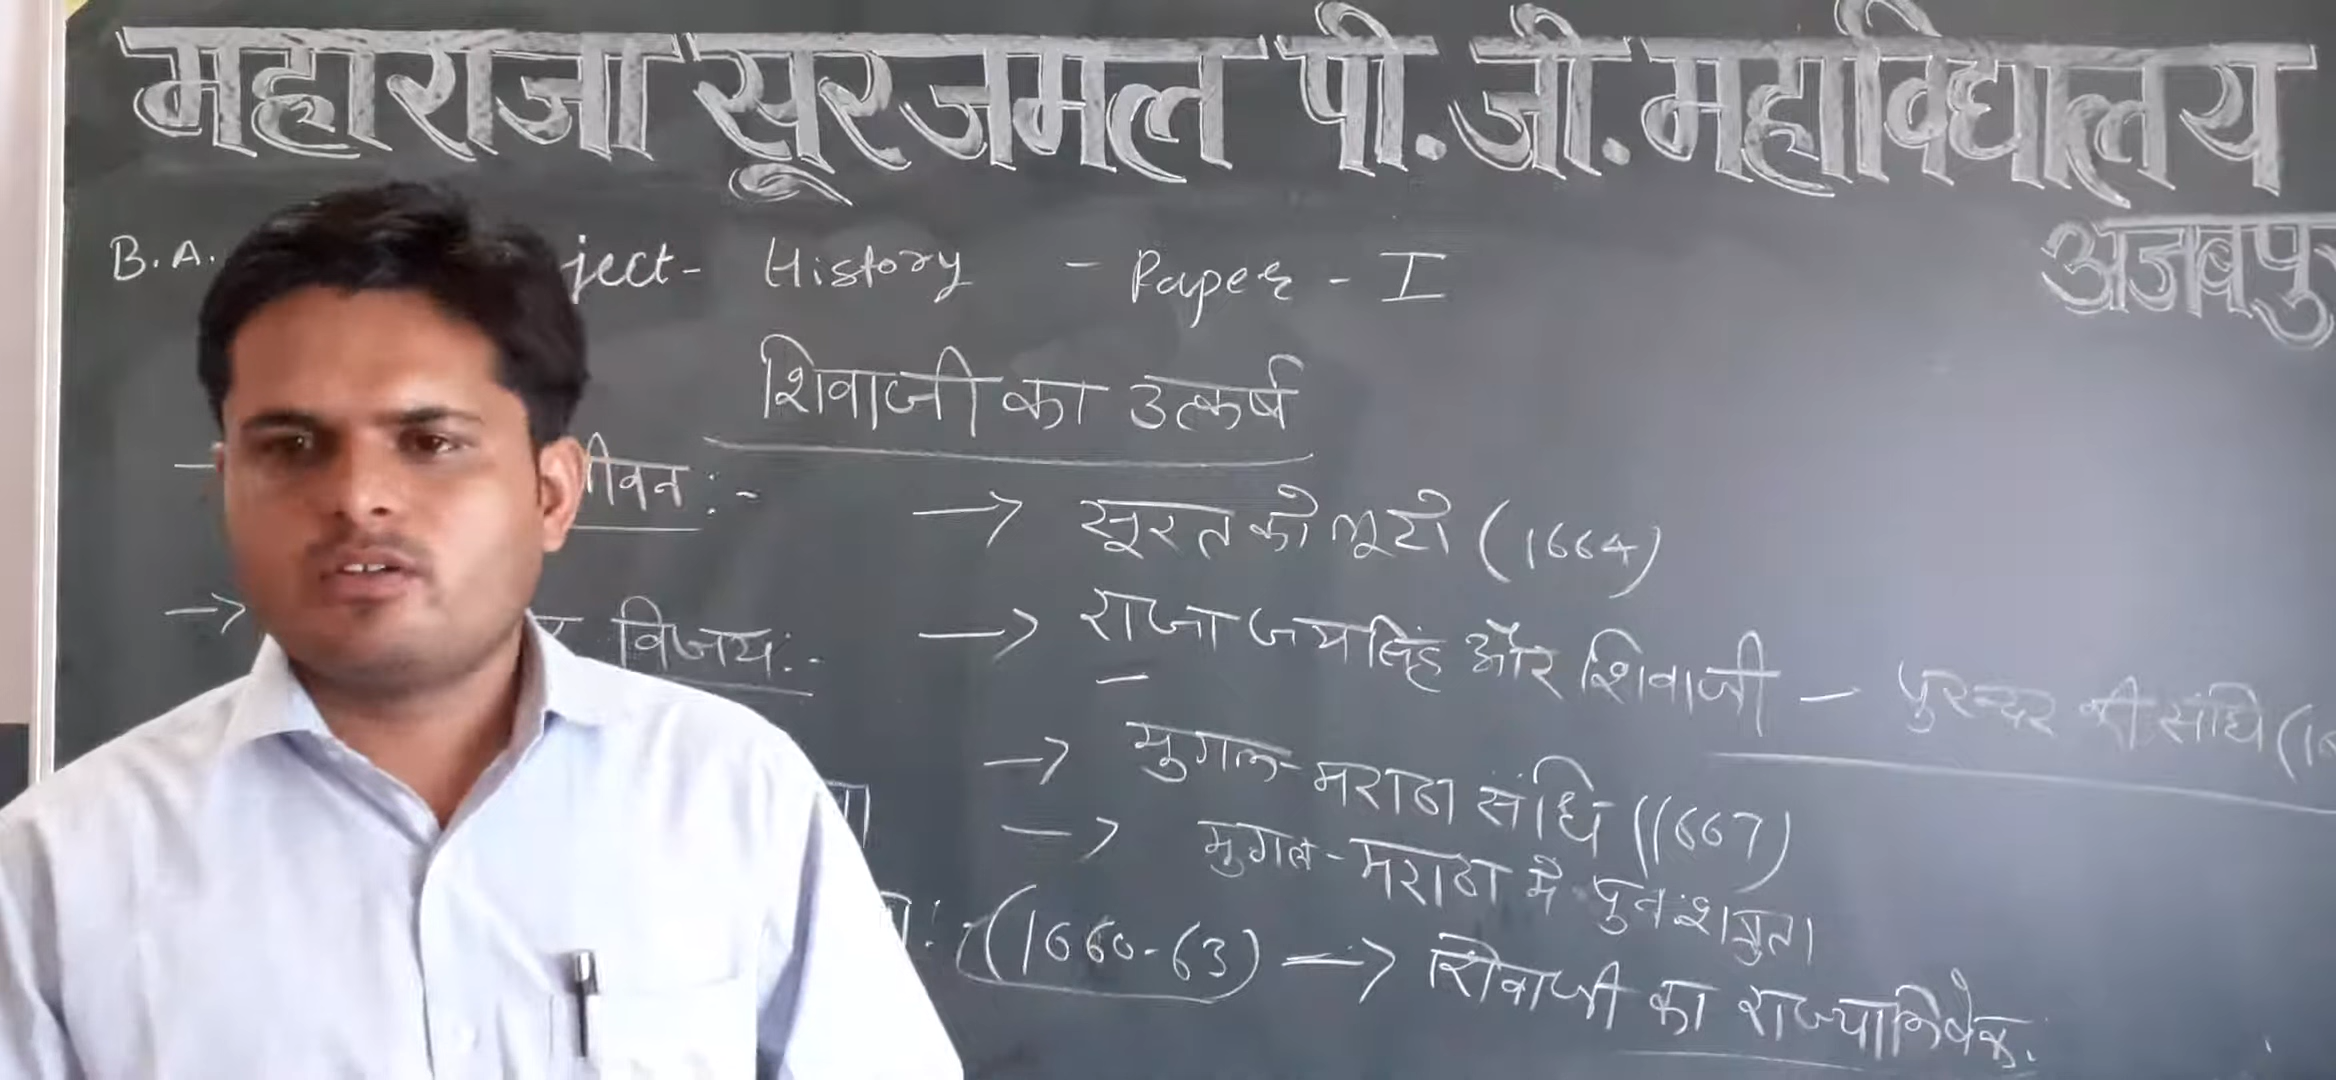 महाराजा सूरजमल पी.जी. महाविद्यालय
अजबपु
B.A. ject- History - Paper - I
शिवाजी का उत्कर्ष
जीवन :-
→ सूरत को लूटा (1664)
→ विजय :-
→ राजा जयसिंह और शिवाजी - पुरन्दर की संधि (16
→ मुगल-मराठा संधि (1667)
→ मुगल-मराठा में पुनः शत्रुता
(1660-63) → शिवाजी का राज्याभिषेक.